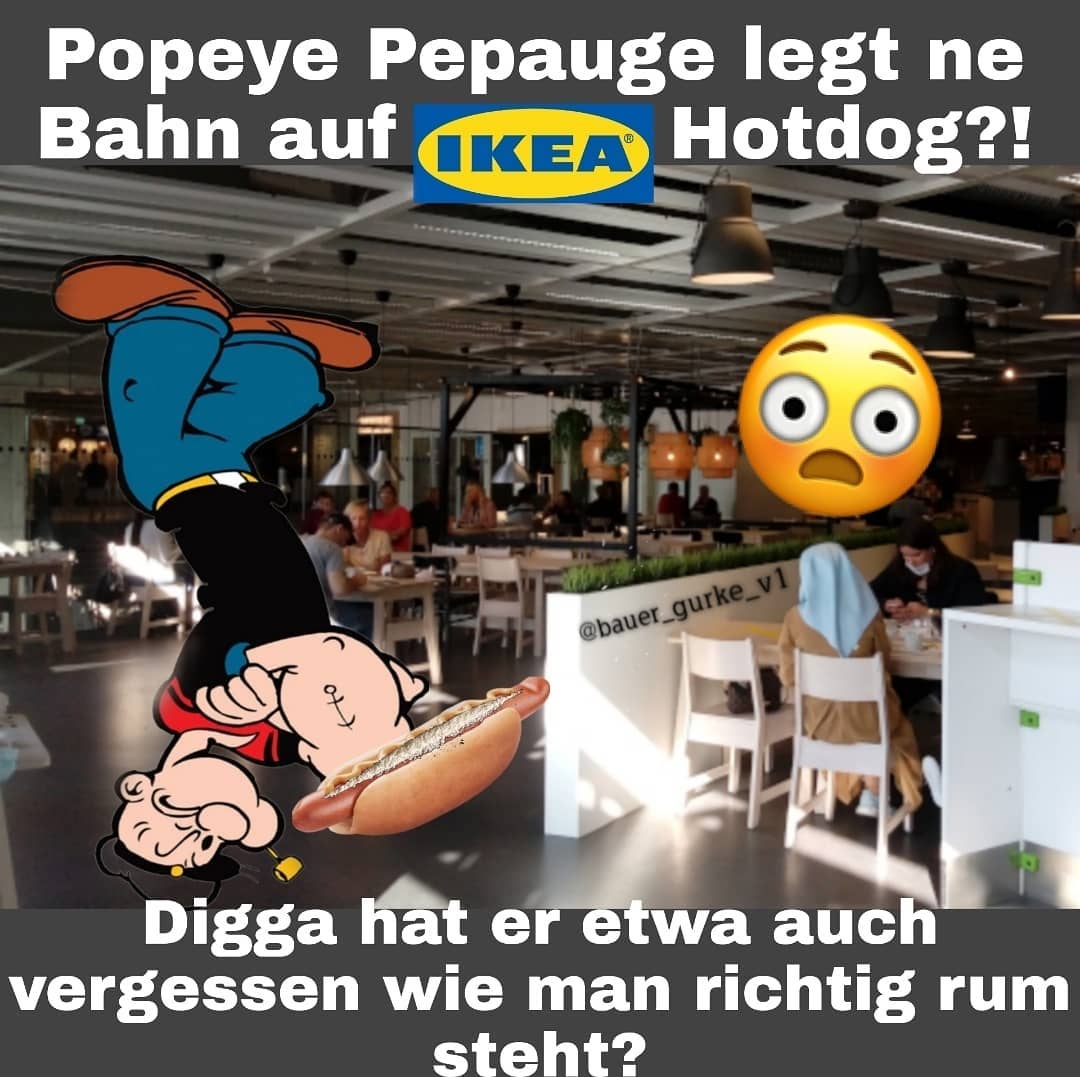 Popeye Pepauge legt ne
Bahn auf IKEA® Hotdog?!
@bauer_gurke_v1
Digga hat er etwa auch
vergessen wie man richtig rum
steht?